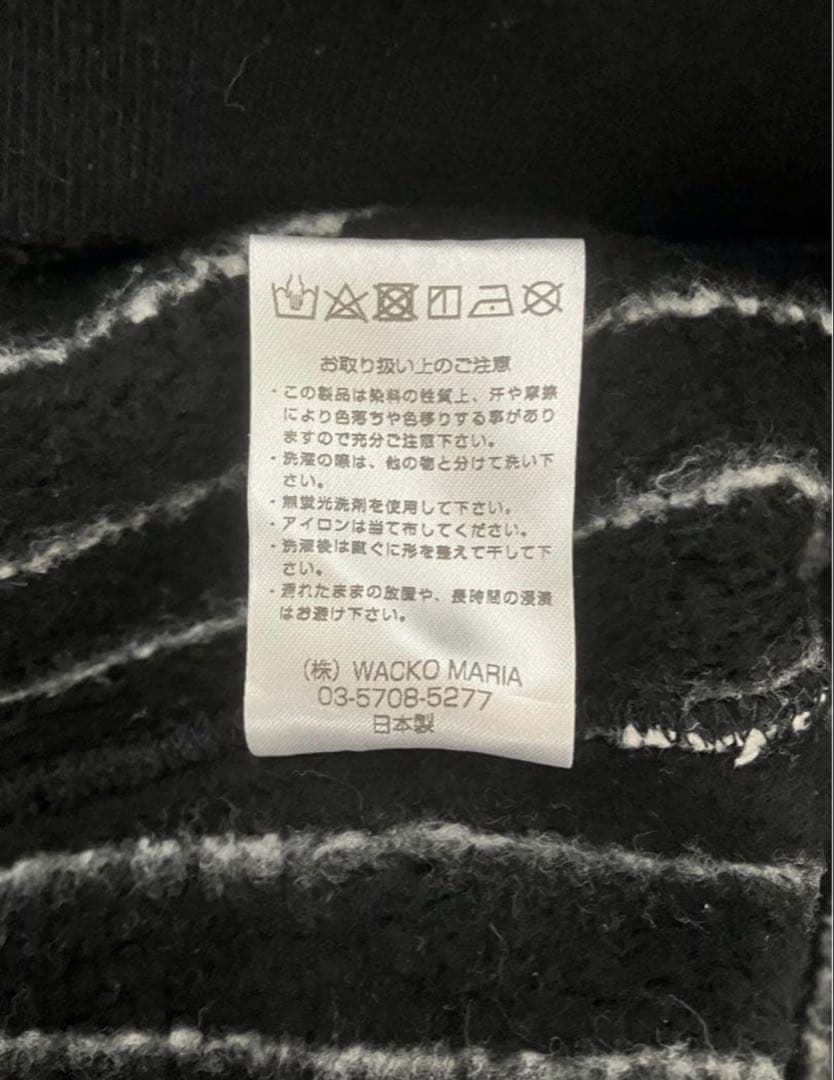 お取り扱い上のご注意
・この製品は染料の性質上、汗や摩擦
により色落ちや色移りする事があり
ますので充分ご注意下さい。
・洗濯の際は、他の物と分けて洗い下
さい。
・無蛍光洗剤を使用して下さい。
・アイロンは当て布してください。
・洗濯後は直ぐに形を整えて干して下
さい。
・濡れたままの放置や、長時間の浸漬
はお避け下さい。
(株) WACKO MARIA
03-5708-5277
日本製